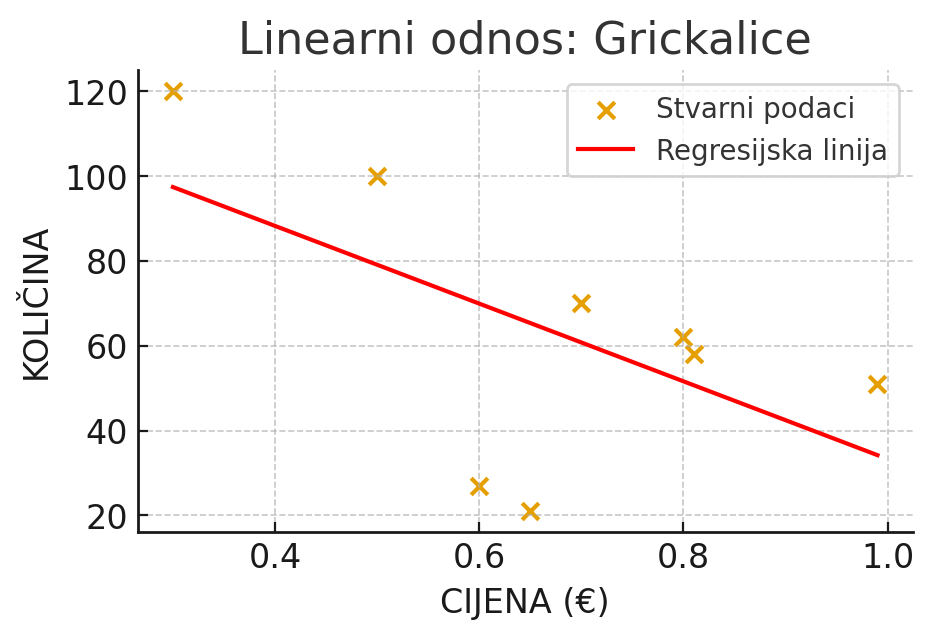 Linearni odnos: Grickalice
Stvarni podaci
Regresijska linija
KOLIČINA
120
100
80
60
40
20
0.4 0.6 0.8 1.0
CIJENA (€)